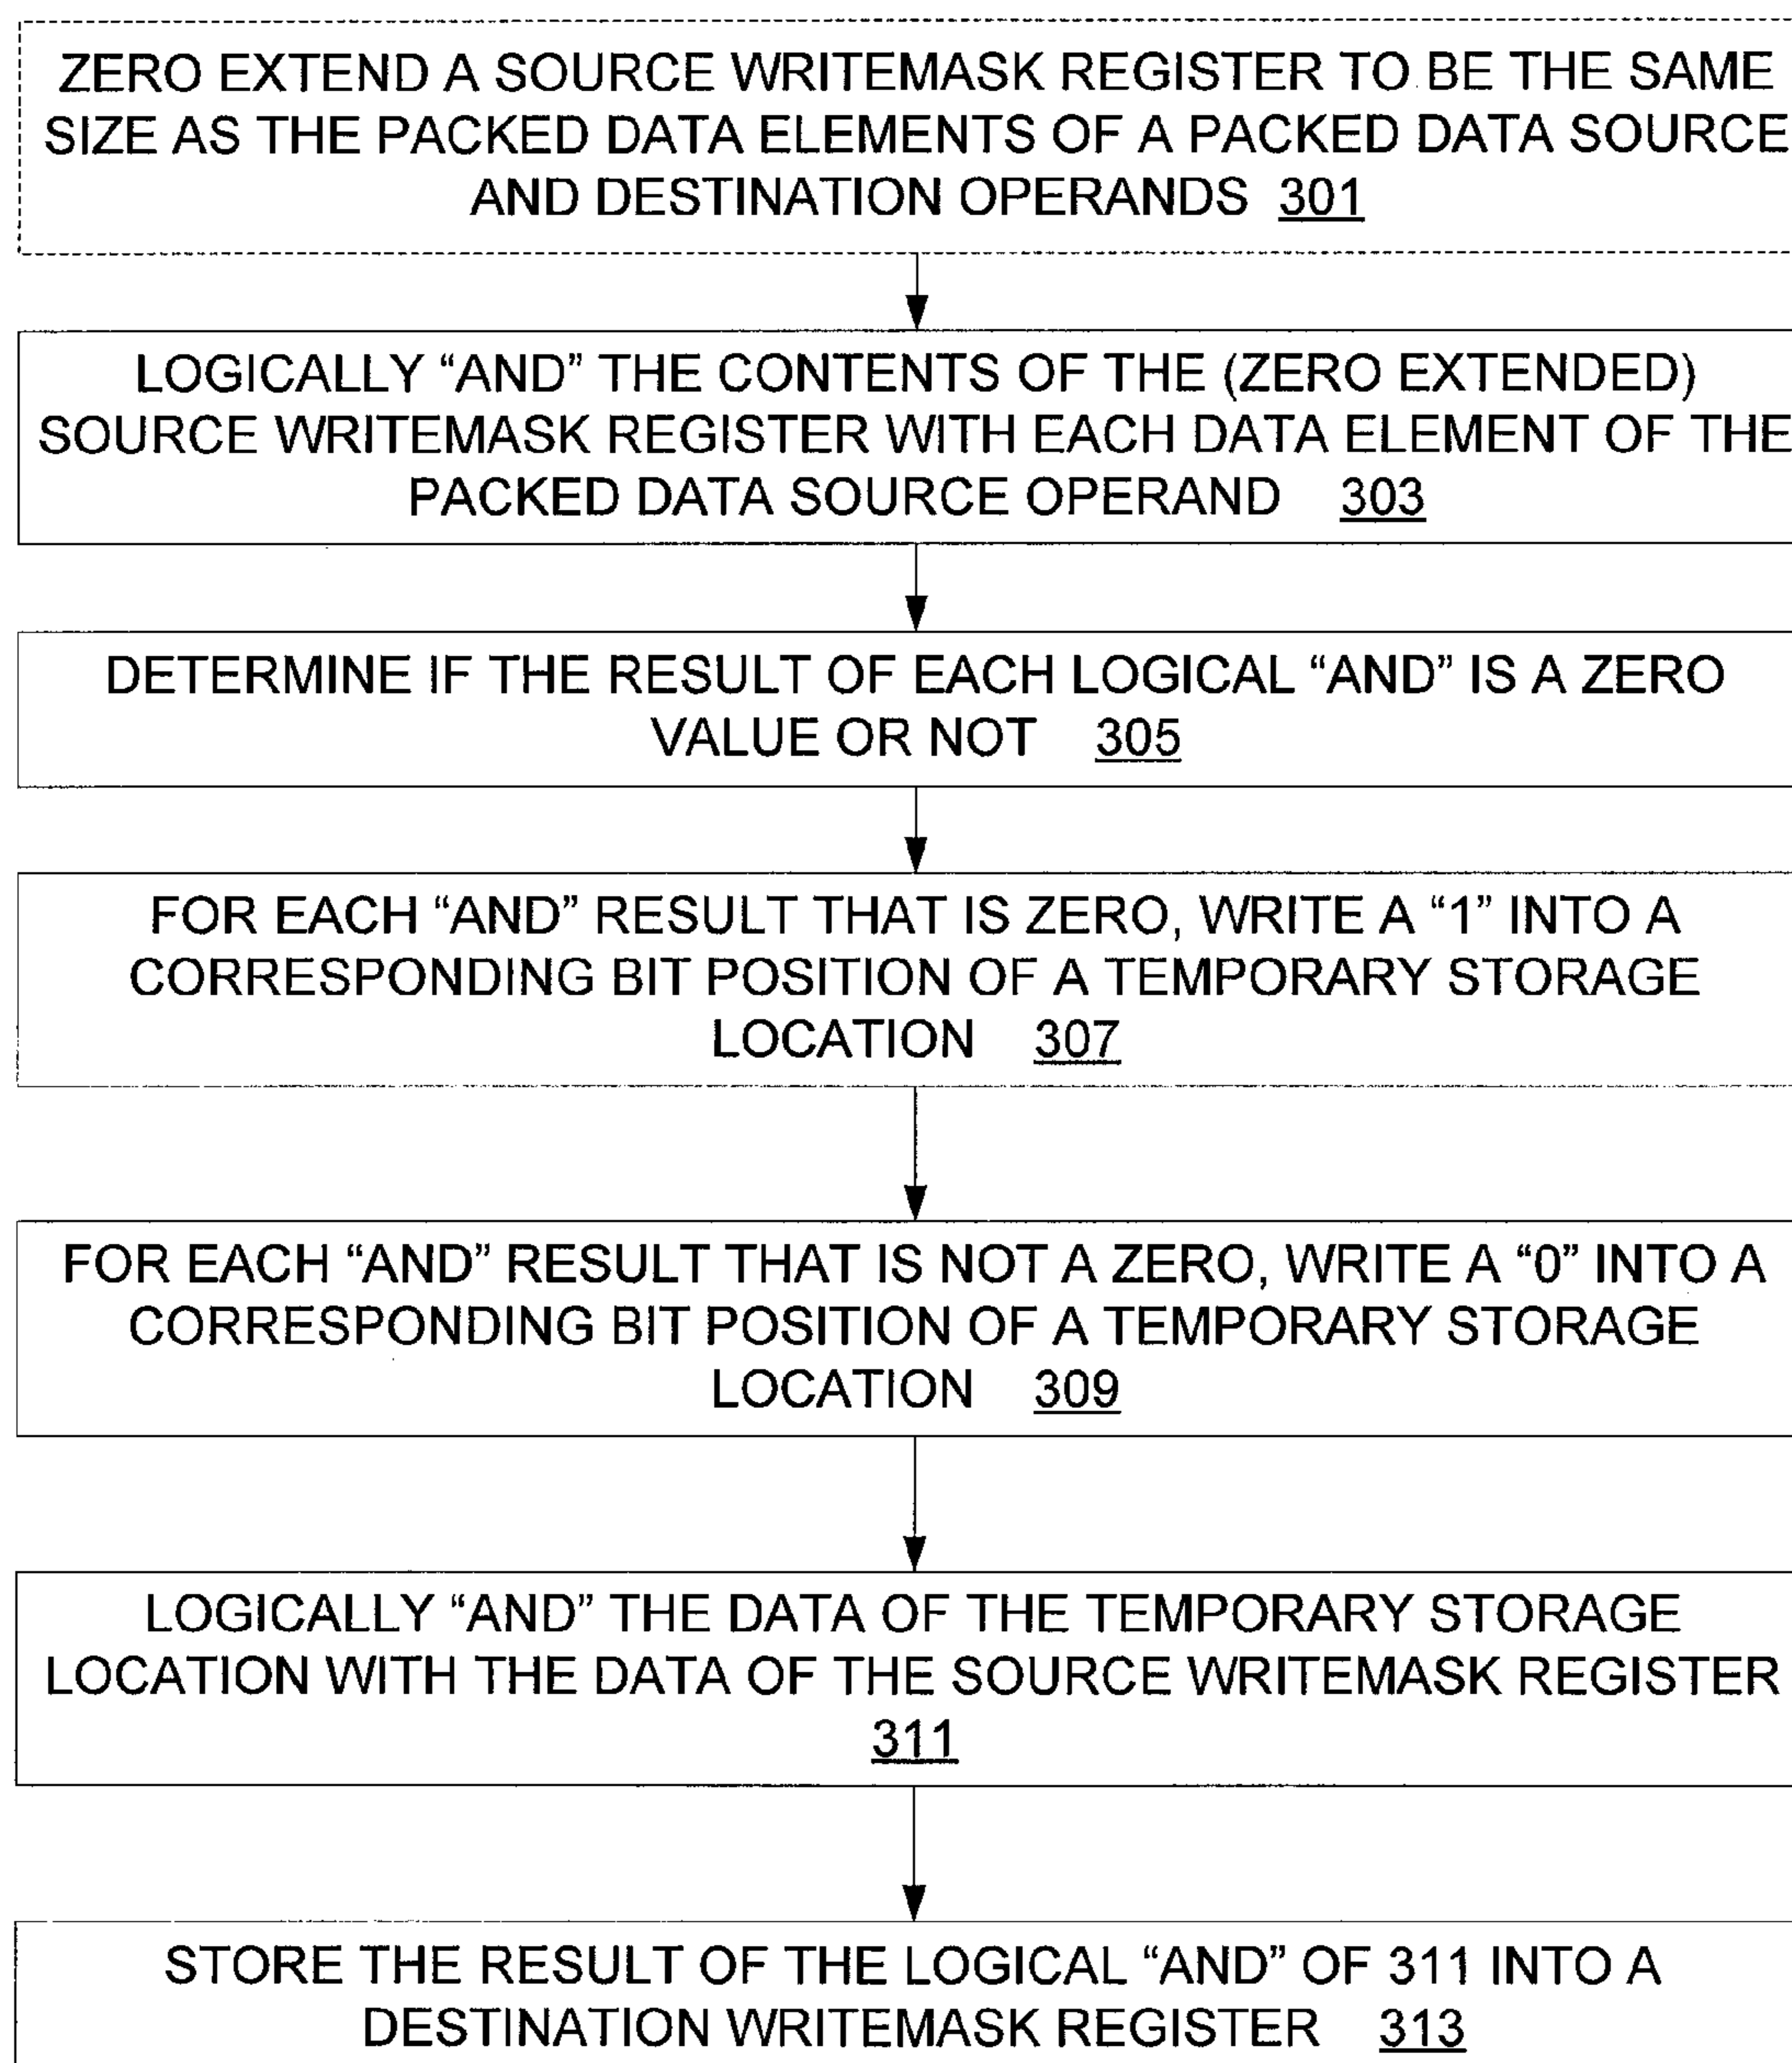 ZERO EXTEND A SOURCE WRITEMASK REGISTER TO BE THE SAME
SIZE AS THE PACKED DATA ELEMENTS OF A PACKED DATA SOURCE
AND DESTINATION OPERANDS 301
LOGICALLY “AND” THE CONTENTS OF THE (ZERO EXTENDED)
SOURCE WRITEMASK REGISTER WITH EACH DATA ELEMENT OF THE
PACKED DATA SOURCE OPERAND 303
DETERMINE IF THE RESULT OF EACH LOGICAL “AND” IS A ZERO
VALUE OR NOT 305
FOR EACH “AND” RESULT THAT IS ZERO, WRITE A “1” INTO A
CORRESPONDING BIT POSITION OF A TEMPORARY STORAGE
LOCATION 307
FOR EACH “AND” RESULT THAT IS NOT A ZERO, WRITE A “0” INTO A
CORRESPONDING BIT POSITION OF A TEMPORARY STORAGE
LOCATION 309
LOGICALLY “AND” THE DATA OF THE TEMPORARY STORAGE
LOCATION WITH THE DATA OF THE SOURCE WRITEMASK REGISTER
311
STORE THE RESULT OF THE LOGICAL “AND” OF 311 INTO A
DESTINATION WRITEMASK REGISTER 313